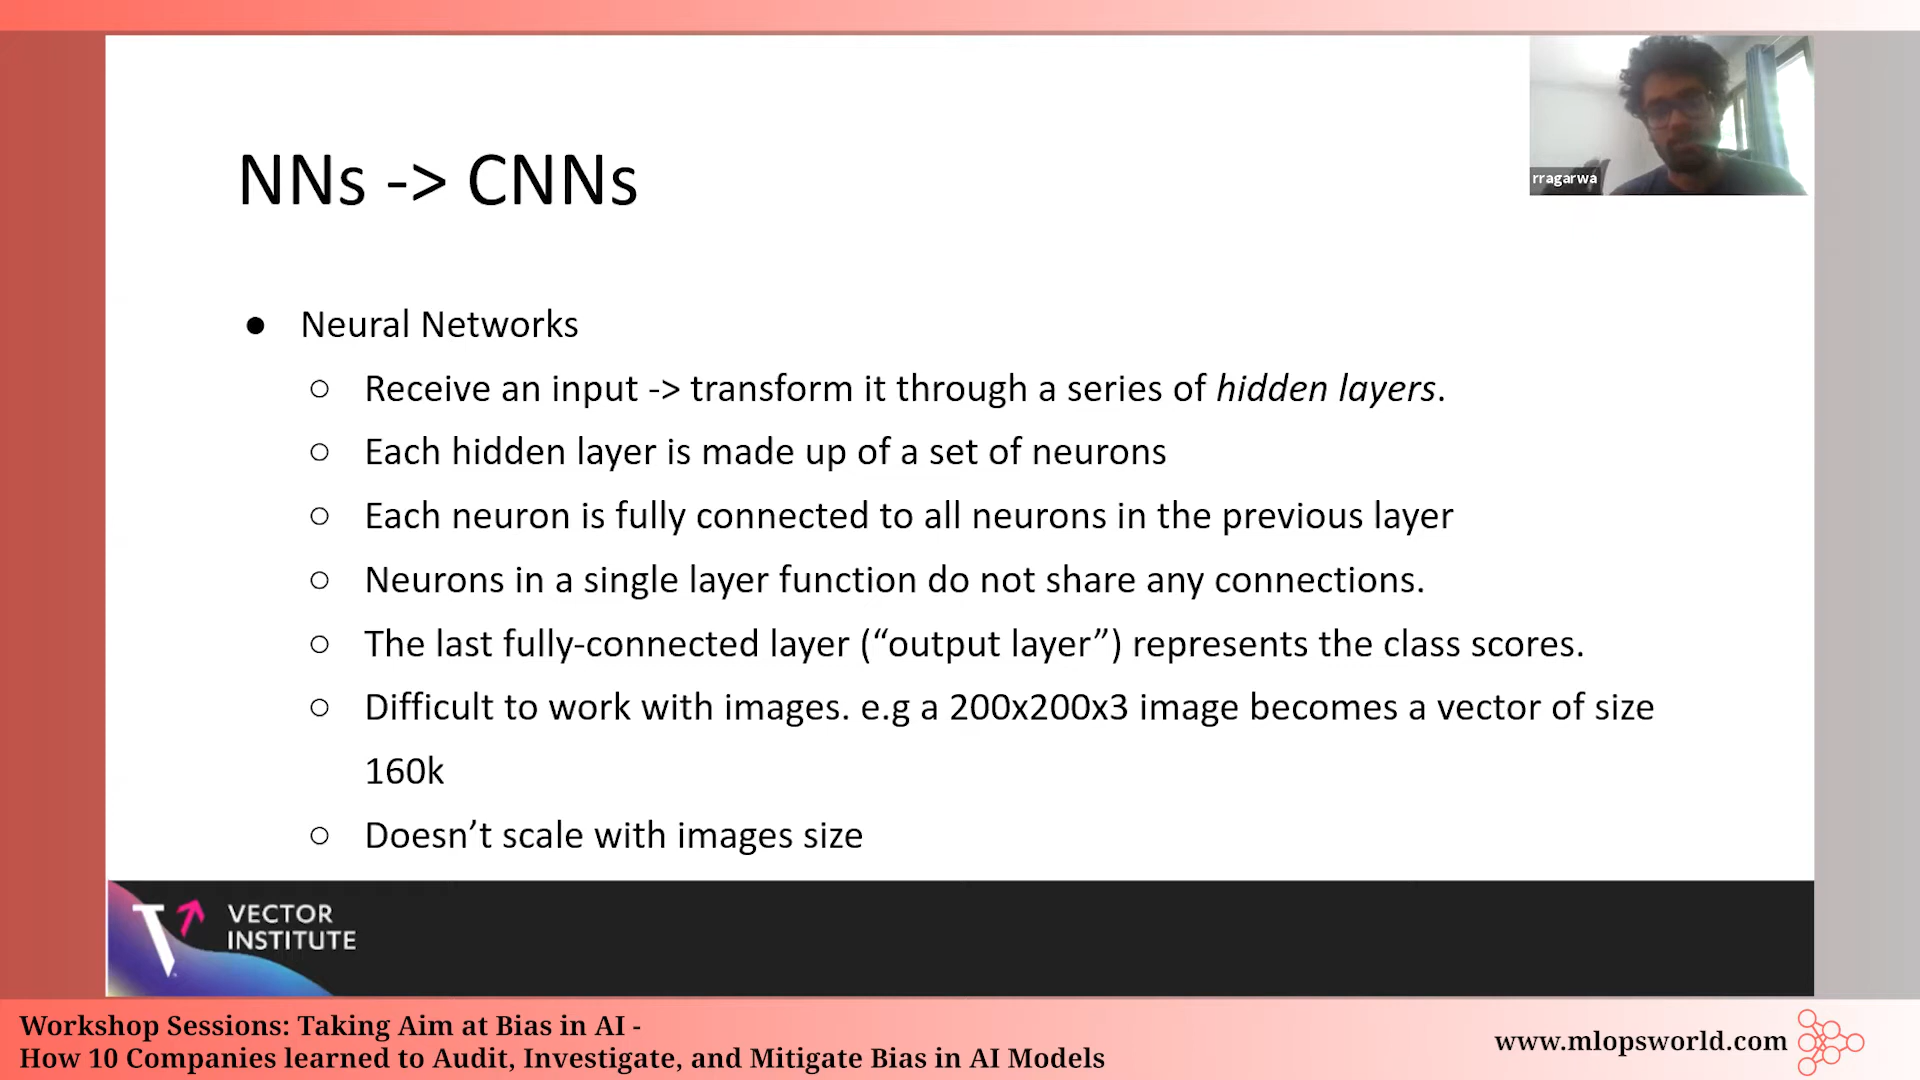 NNs -> CNNs
rragarwa
● Neural Networks
○ Receive an input -> transform it through a series of hidden layers.
○ Each hidden layer is made up of a set of neurons
○ Each neuron is fully connected to all neurons in the previous layer
○ Neurons in a single layer function do not share any connections.
○ The last fully-connected layer (“output layer”) represents the class scores.
○ Difficult to work with images. e.g a 200x200x3 image becomes a vector of size
160k
○ Doesn’t scale with images size
VECTOR
INSTITUTE
Workshop Sessions: Taking Aim at Bias in AI -
How 10 Companies learned to Audit, Investigate, and Mitigate Bias in AI Models
www.mlopsworld.com